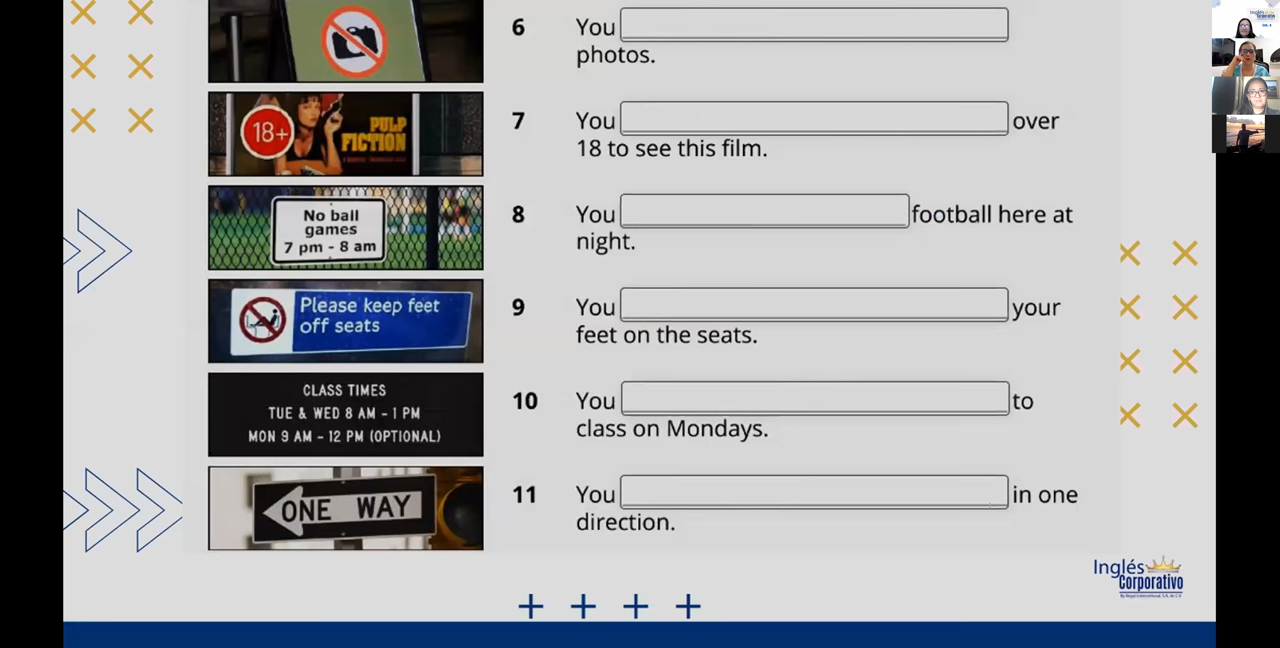 6 You
photos.
18+
PULP
FICTION
7 You over
18 to see this film.
No ball
games
7 pm - 8 am
8 You football here at
night.
Please keep feet
off seats
9 You your
feet on the seats.
CLASS TIMES
TUE & WED 8 AM - 1 PM
MON 9 AM - 12 PM (OPTIONAL)
10 You to
class on Mondays.
ONE WAY
11 You in one
direction.
Inglés
Corporativo